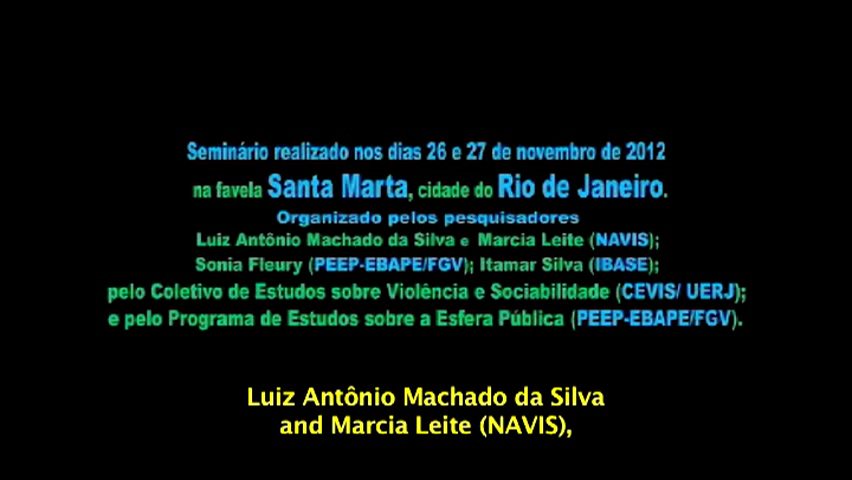 Seminário realizado nos dias 26 e 27 de novembro de 2012
na favela Santa Marta, cidade do Rio de Janeiro.
Organizado pelos pesquisadores
Luiz Antônio Machado da Silva e Marcia Leite (NAVIS);
Sonia Fleury (PEEP-EBAPE/FGV); Itamar Silva (IBASE);
pelo Coletivo de Estudos sobre Violência e Sociabilidade (CEVIS/ UERJ);
e pelo Programa de Estudos sobre a Esfera Pública (PEEP-EBAPE/FGV).
Luiz Antônio Machado da Silva
and Marcia Leite (NAVIS),